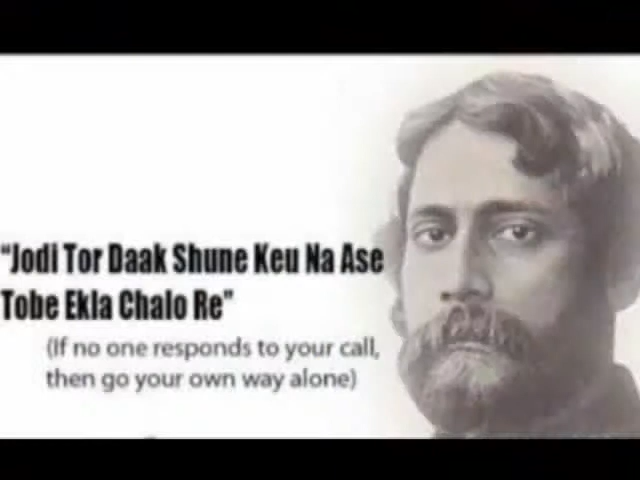 "Jodi Tor Daak Shune Keu Na Ase
Tobe Ekla Chalo Re"
(If no one responds to your call,
then go your own way alone)